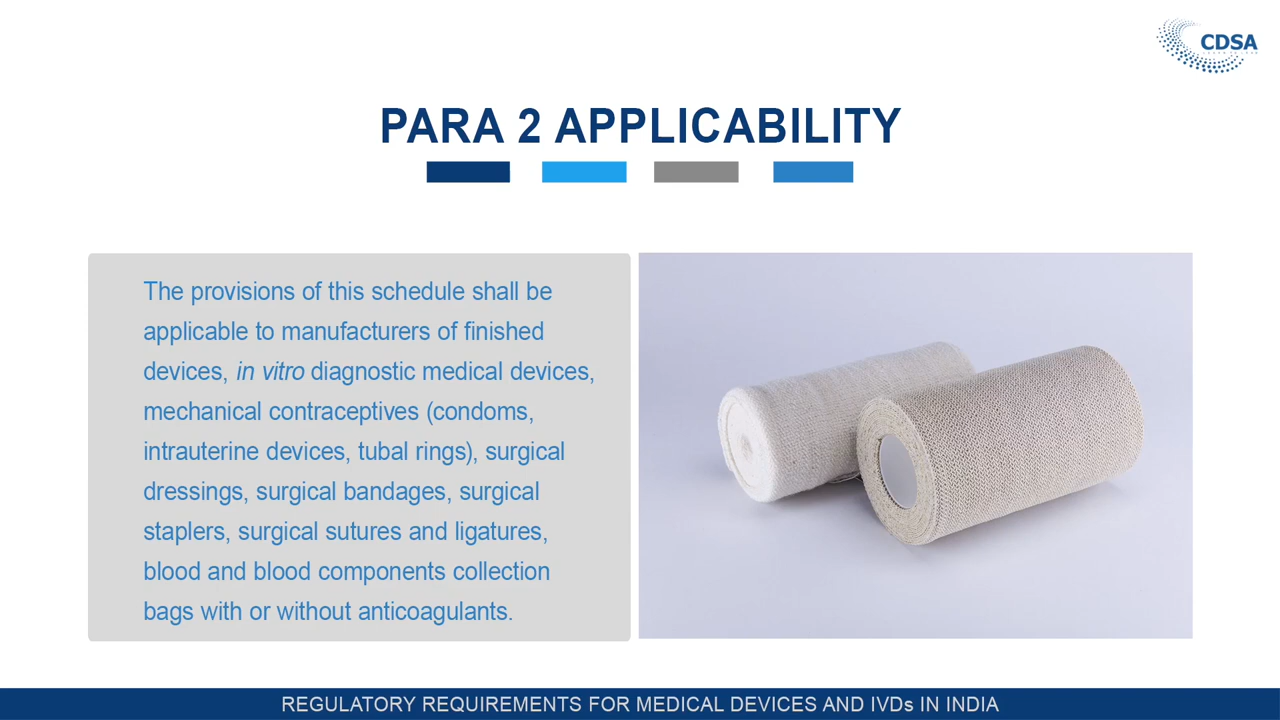 CDSA
PARA 2 APPLICABILITY
The provisions of this schedule shall be
applicable to manufacturers of finished
devices, in vitro diagnostic medical devices,
mechanical contraceptives (condoms,
intrauterine devices, tubal rings), surgical
dressings, surgical bandages, surgical
staplers, surgical sutures and ligatures,
blood and blood components collection
bags with or without anticoagulants.
REGULATORY REQUIREMENTS FOR MEDICAL DEVICES AND IVDs IN INDIA